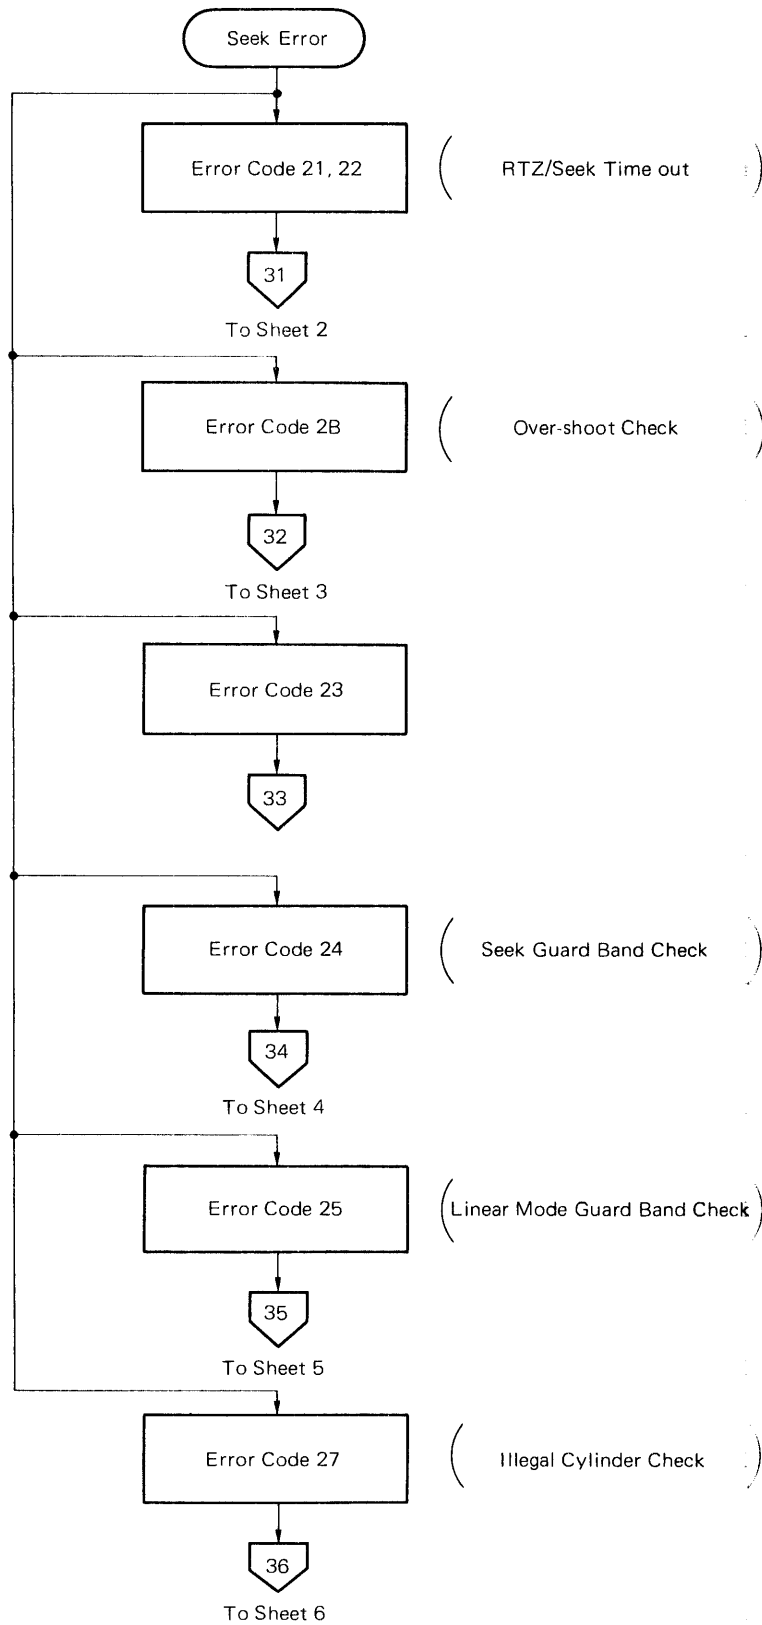 Seek Error
Error Code 21, 22
( RTZ/Seek Time out )
31
To Sheet 2
Error Code 2B
( Over-shoot Check )
32
To Sheet 3
Error Code 23
33
Error Code 24
( Seek Guard Band Check )
34
To Sheet 4
Error Code 25
( Linear Mode Guard Band Check )
35
To Sheet 5
Error Code 27
( Illegal Cylinder Check )
36
To Sheet 6